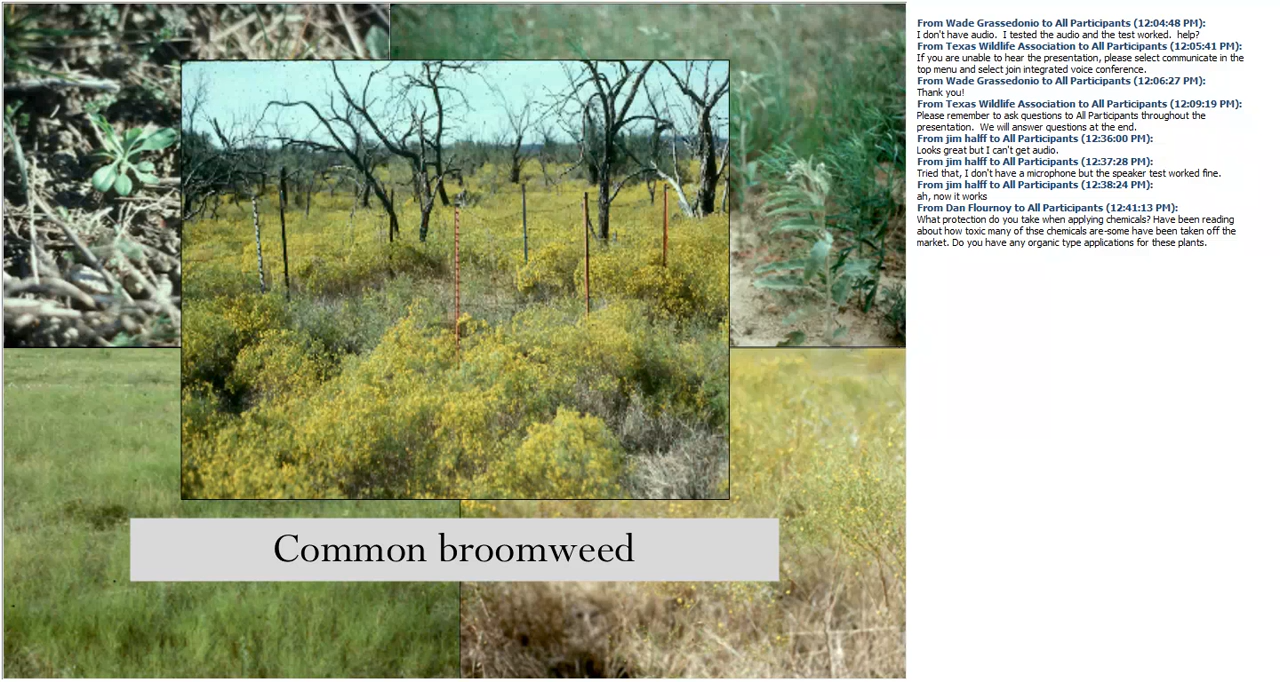 Common broomweed
From Wade Grassedonio to All Participants (12:04:48 PM):
I don't have audio.  I tested the audio and the test worked.  help?
From Texas Wildlife Association to All Participants (12:05:41 PM):
If you are unable to hear the presentation, please select communicate in the
top menu and select join integrated voice conference.
From Wade Grassedonio to All Participants (12:06:27 PM):
Thank you!
From Texas Wildlife Association to All Participants (12:09:19 PM):
Please remember to ask questions to All Participants throughout the
presentation.  We will answer questions at the end.
From jim halff to All Participants (12:36:00 PM):
Looks great but I can't get audio.
From jim halff to All Participants (12:37:28 PM):
Tried that, I don't have a microphone but the speaker test worked fine.
From jim halff to All Participants (12:38:24 PM):
ah, now it works
From Dan Flournoy to All Participants (12:41:13 PM):
What protection do you take when applying chemicals? Have been reading
about how toxic many of thse chemicals are-some have been taken off the
market. Do you have any organic type applications for these plants.